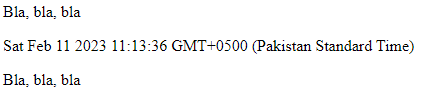 Bla, bla, bla
Sat Feb 11 2023 11:13:36 GMT+0500 (Pakistan Standard Time)
Bla, bla, bla